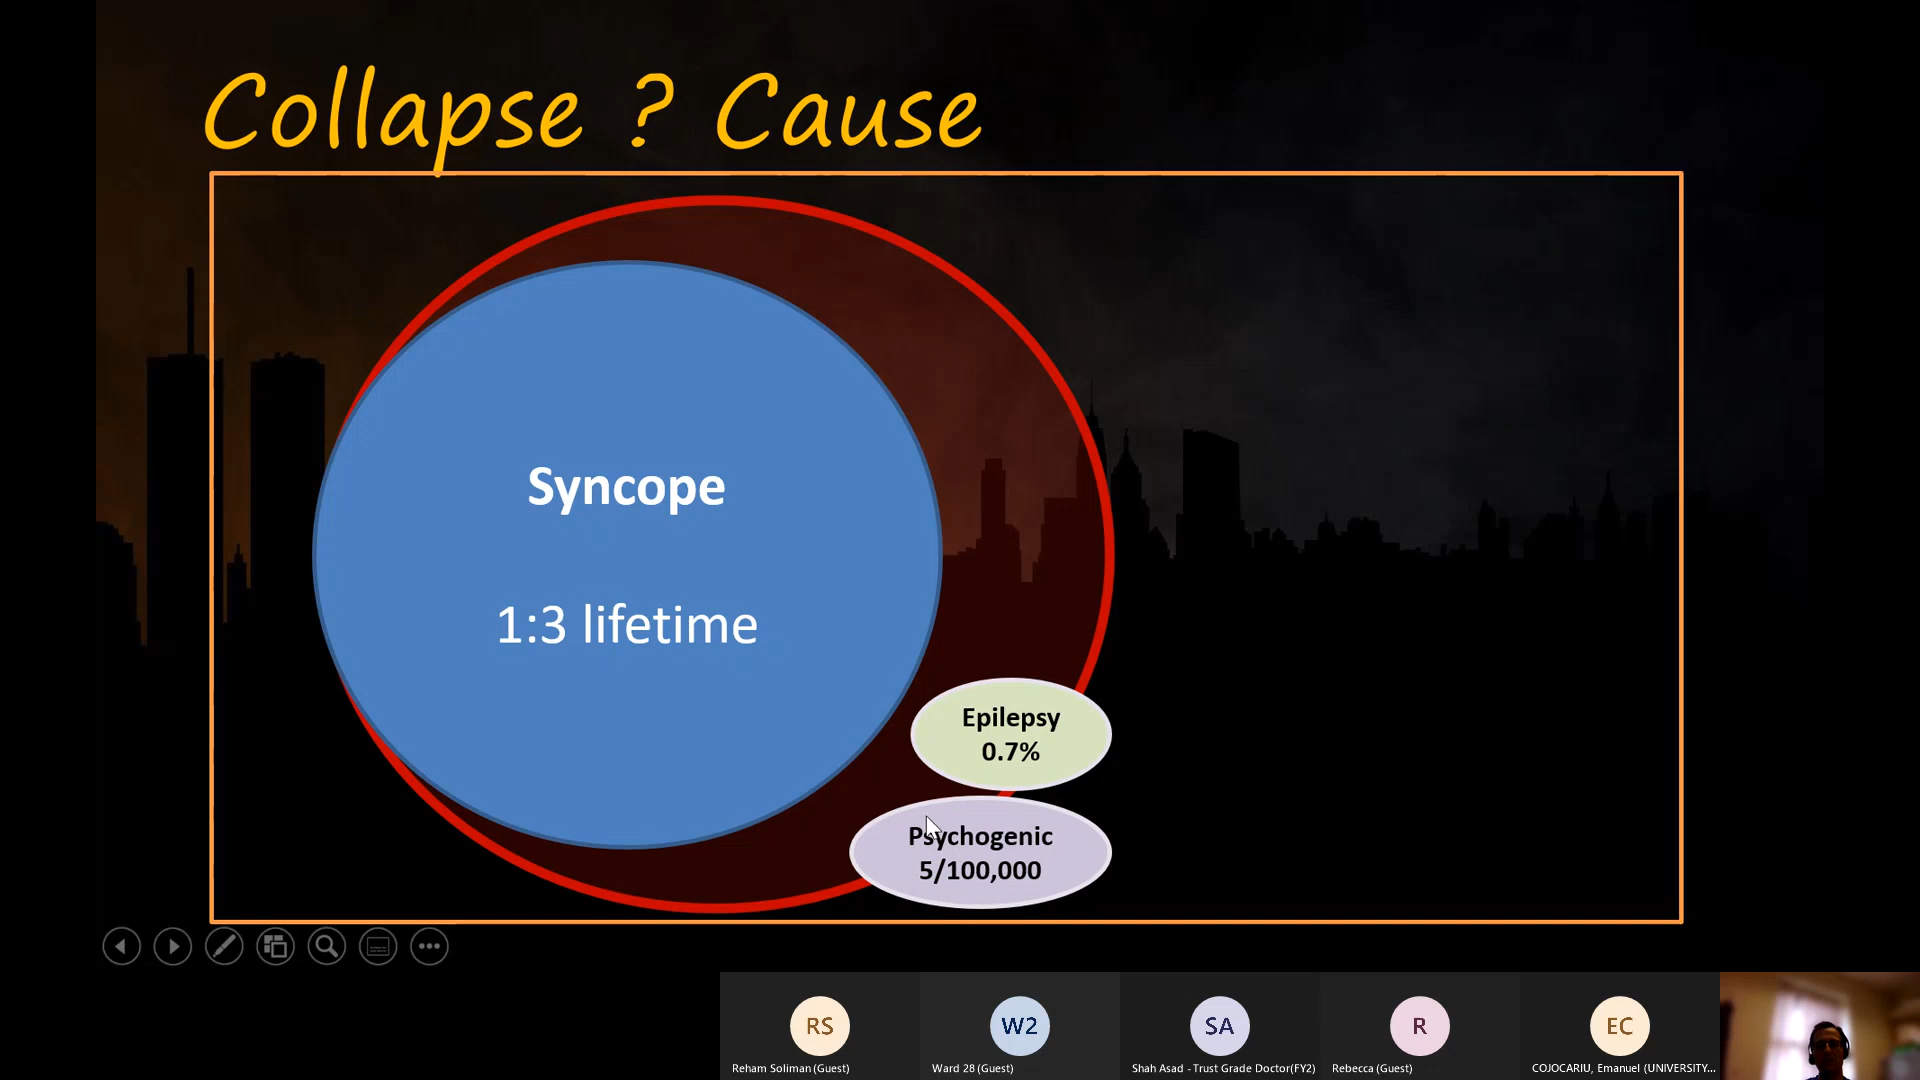 Collapse ? Cause
Syncope
1:3 lifetime
Epilepsy
0.7%
Psychogenic
5/100,000
RS
W2
SA
R
EC
Reham Soliman (Guest)
Ward 28 (Guest)
Shah Asad - Trust Grade Doctor(FY2)
Rebecca (Guest)
COJOCARIU, Emanuel (UNIVERSITY...